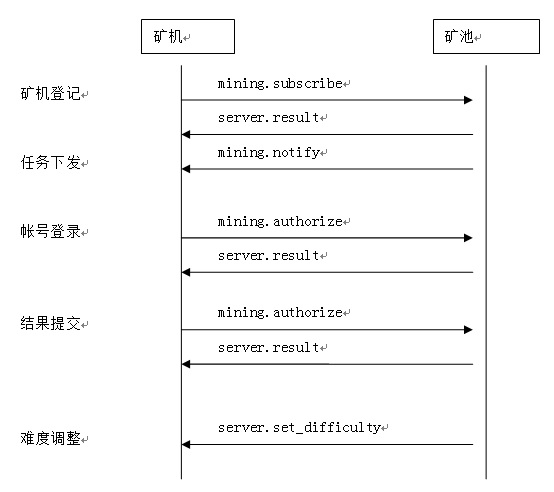 矿机
矿池
矿机登记
mining.subscribe
server.result
任务下发
mining.notify
帐号登录
mining.authorize
server.result
结果提交
mining.authorize
server.result
难度调整
server.set_difficulty